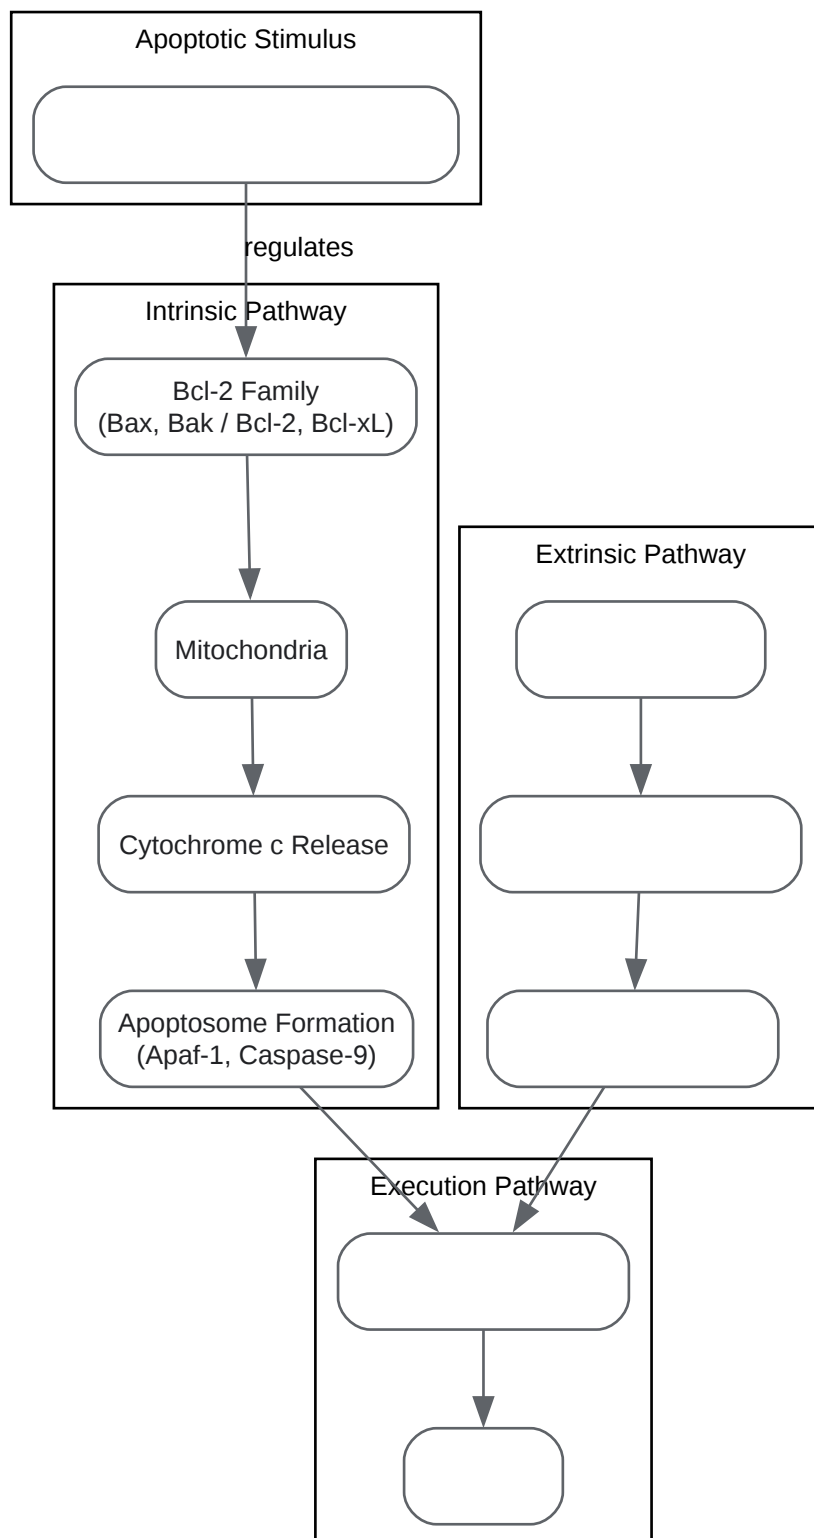 Apoptotic Stimulus
regulates
Intrinsic Pathway
Bcl-2 Family
(Bax, Bak / Bcl-2, Bcl-xL)
Extrinsic Pathway
Mitochondria
Cytochrome c Release
Apoptosome Formation
(Apaf-1, Caspase-9)
Execution Pathway